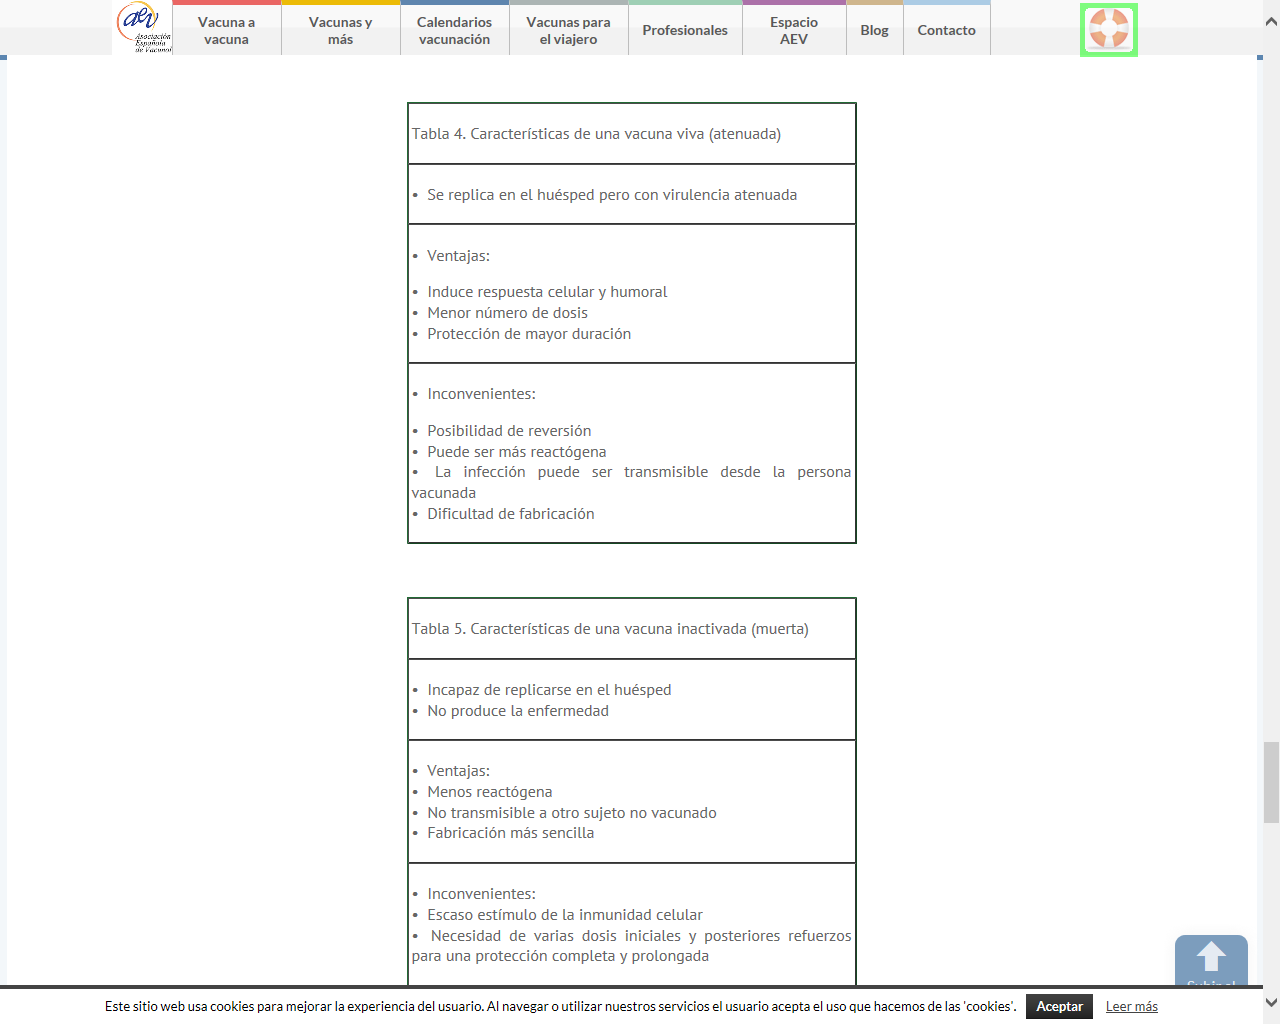 aev
Asociación
Española
de Vacunol
Vacuna a
vacuna
Vacunas y
más
Calendarios
vacunación
Vacunas para
el viajero
Profesionales
Espacio
AEV
Blog
Contacto
Tabla 4. Características de una vacuna viva (atenuada)
• Se replica en el huésped pero con virulencia atenuada
• Ventajas:
• Induce respuesta celular y humoral
• Menor número de dosis
• Protección de mayor duración
• Inconvenientes:
• Posibilidad de reversión
• Puede ser más reactógena
• La infección puede ser transmisible desde la persona
vacunada
• Dificultad de fabricación
Tabla 5. Características de una vacuna inactivada (muerta)
• Incapaz de replicarse en el huésped
• No produce la enfermedad
• Ventajas:
• Menos reactógena
• No transmisible a otro sujeto no vacunado
• Fabricación más sencilla
• Inconvenientes:
• Escaso estímulo de la inmunidad celular
• Necesidad de varias dosis iniciales y posteriores refuerzos
para una protección completa y prolongada
Este sitio web usa cookies para mejorar la experiencia del usuario. Al navegar o utilizar nuestros servicios el usuario acepta el uso que hacemos de las 'cookies'. Aceptar Leer más